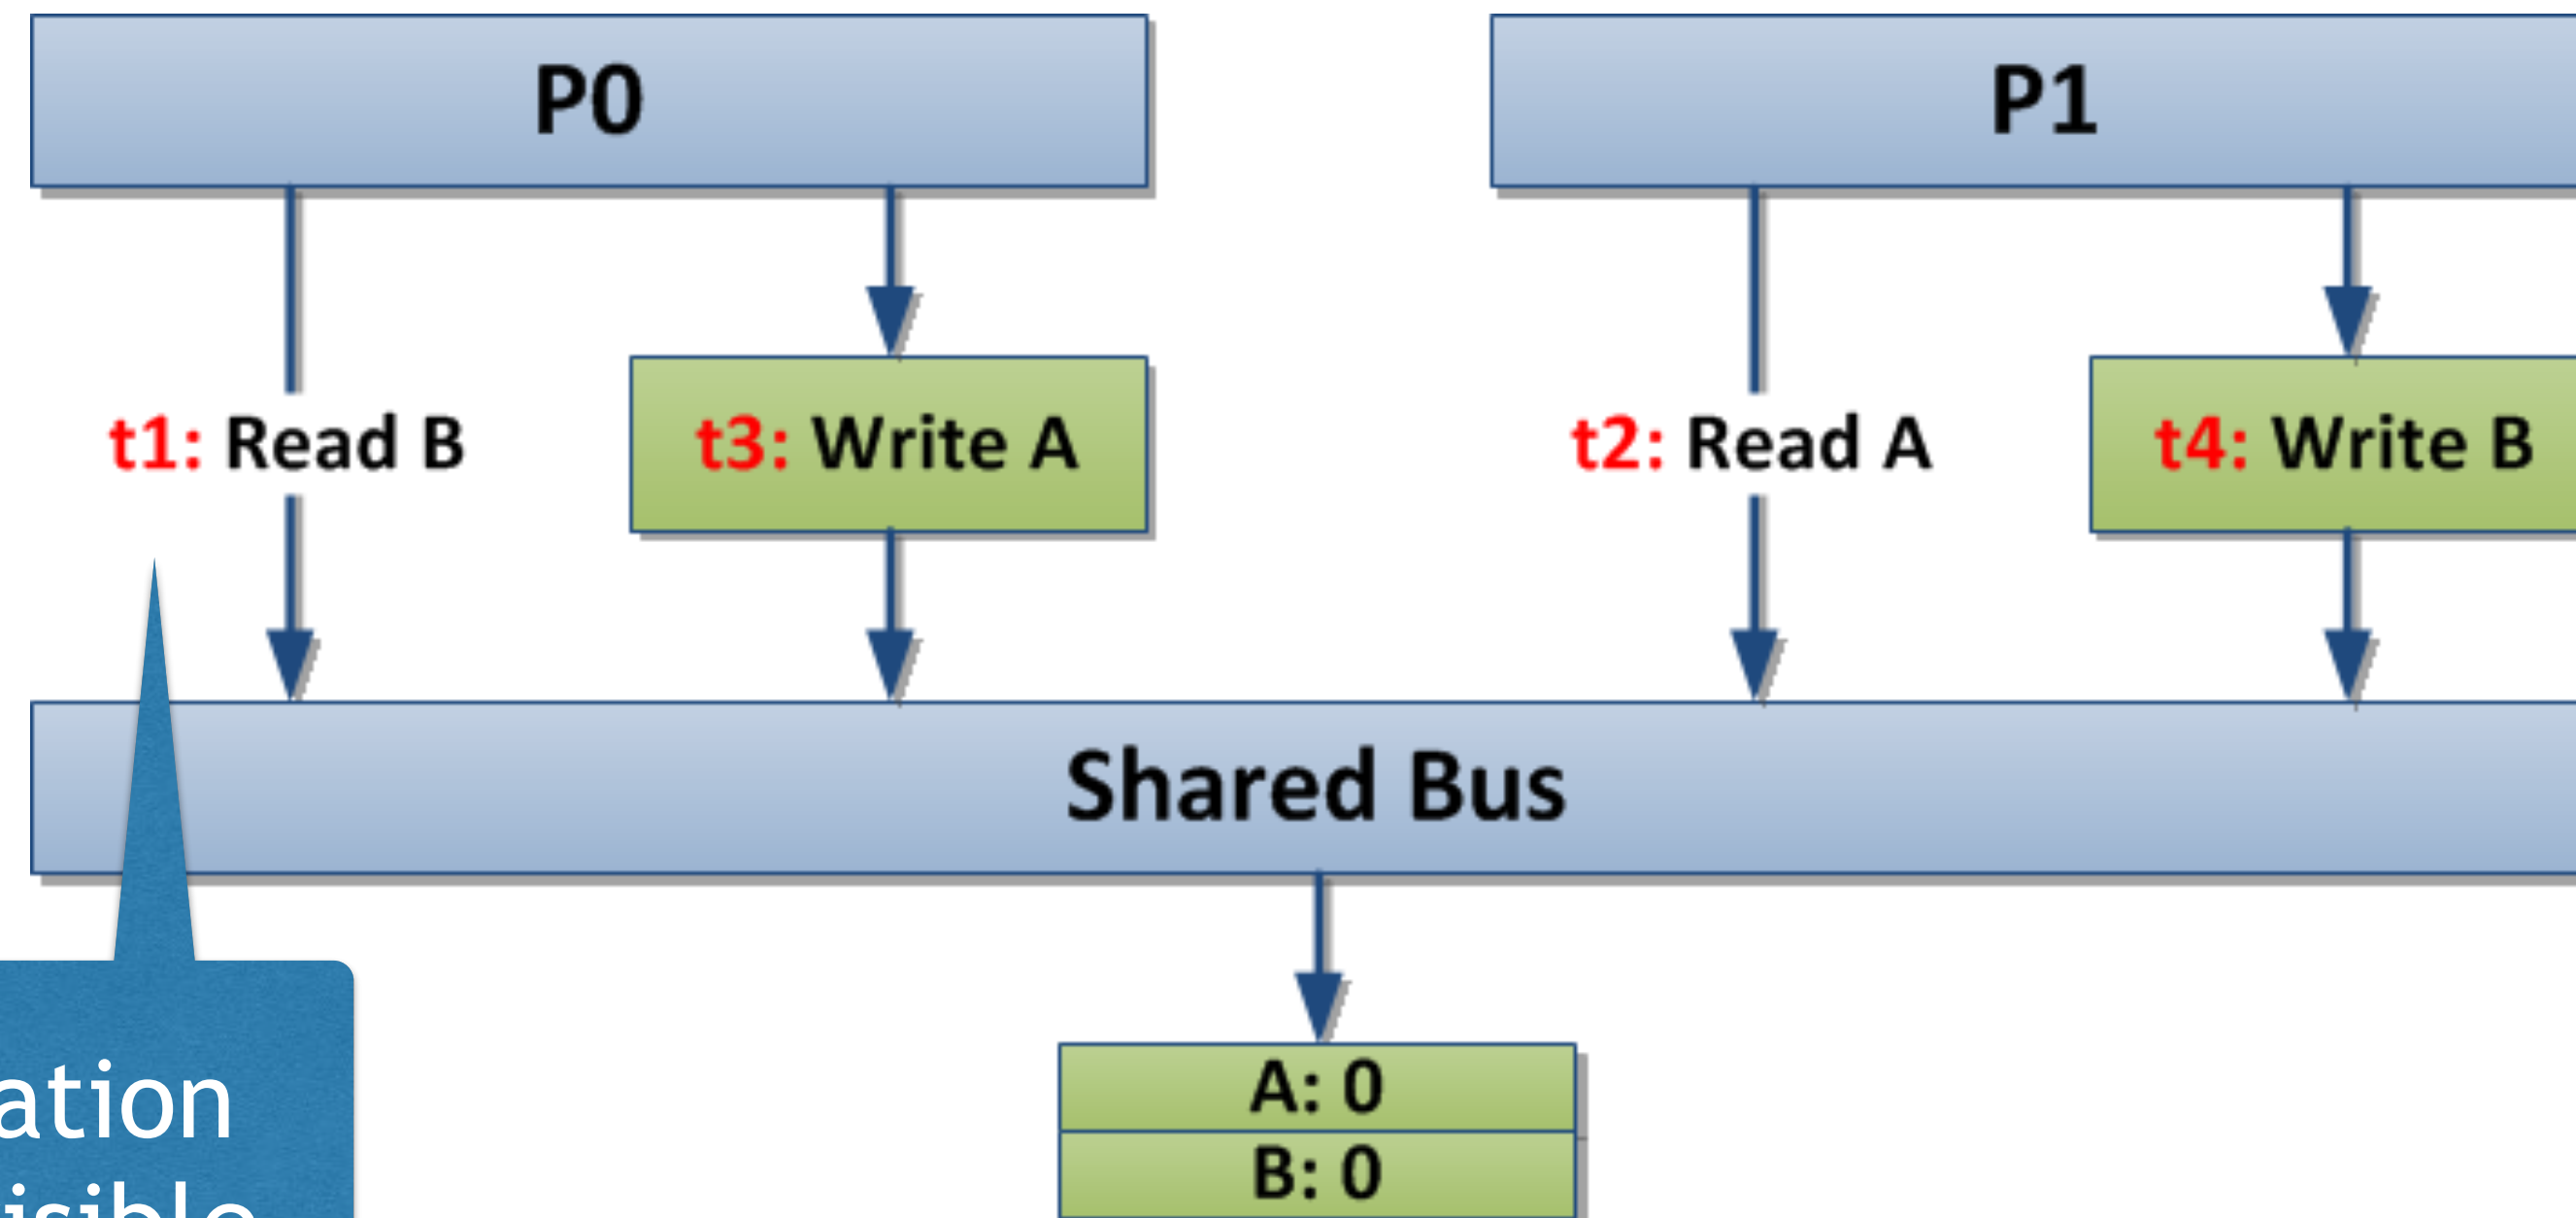 P0
P1
t1: Read B
t3: Write A
t2: Read A
t4: Write B
Shared Bus
A: 0
ation
B: 0